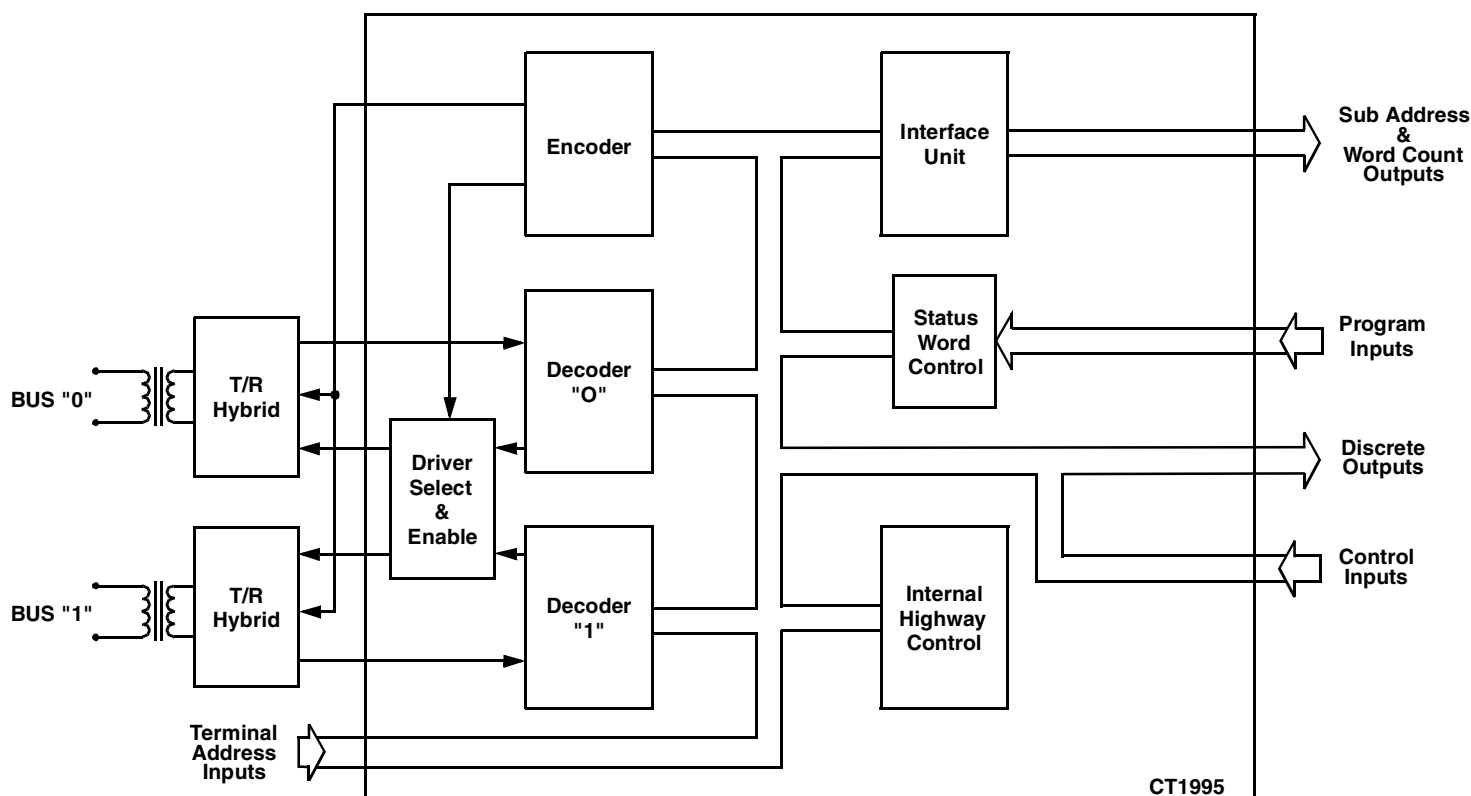 Encoder
Interface
Unit
Sub Address
&
Word Count
Outputs
BUS "0"
T/R
Hybrid
Decoder
"O"
Status
Word
Control
Program
Inputs
Driver
Select
&
Enable
Discrete
Outputs
BUS "1"
T/R
Hybrid
Decoder
"1"
Internal
Highway
Control
Control
Inputs
Terminal
Address
Inputs
CT1995